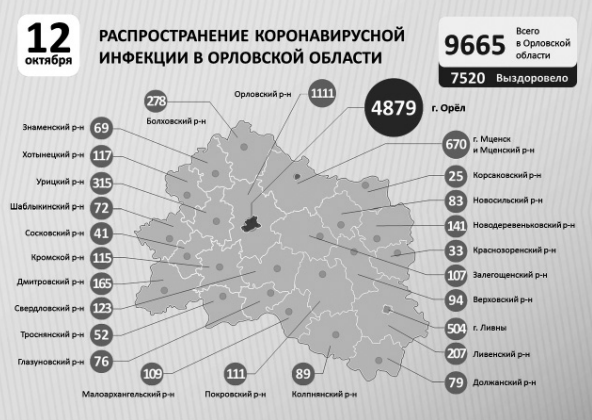 12
октября
РАСПРОСТРАНЕНИЕ КОРОНАВИРУСНОЙ
ИНФЕКЦИИ В ОРЛОВСКОЙ ОБЛАСТИ
9665 Всего
в Орловской
области
7520 Выздоровело
278
Болховский р-н
Орловский р-н 1111
4879 г. Орёл
Знаменский р-н 69
Хотынецкий р-н 117
Урицкий р-н 315
Шаблыкинский р-н 72
Сосковский р-н 41
Кромской р-н 115
Дмитровский р-н 165
Свердловский р-н 123
Троснянский р-н 52
Глазуновский р-н 76
670 г. Мценск
и Мценский р-н
25 Корсаковский р-н
83 Новосильский р-н
141 Новодеревеньковский р-н
33 Краснозоренский р-н
107 Залегощенский р-н
94 Верховский р-н
504 г. Ливны
207 Ливенский р-н
79 Должанский р-н
109
Малоархангельский р-н
111
Покровский р-н
89
Колпнянский р-н